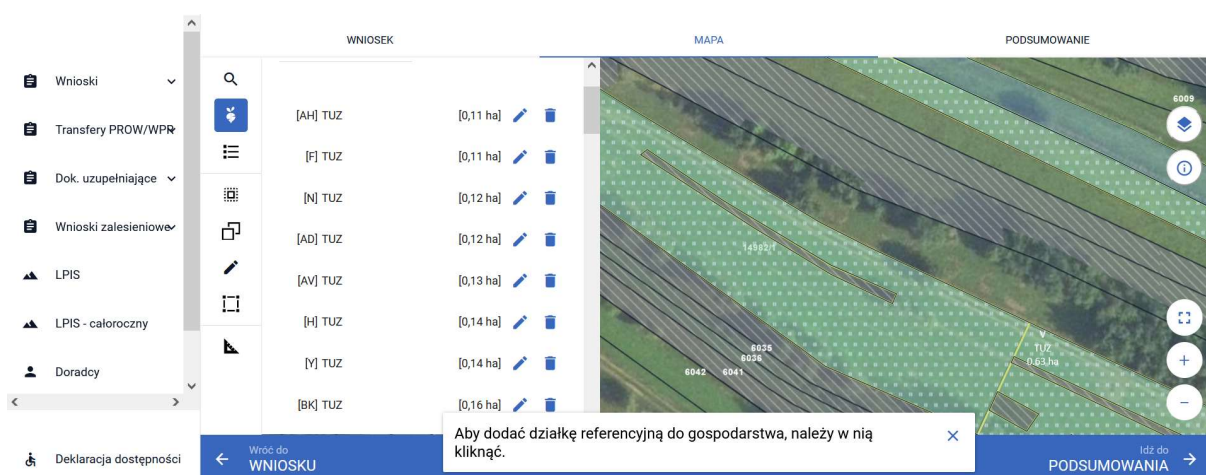 WNIOSEK
MAPA
PODSUMOWANIE
Wnioski
Transfery PROW/WPR
Dok. uzupełniające
Wnioski zalesieniowe
LPIS
LPIS - całoroczny
Doradcy
Deklaracja dostępności
[AH] TUZ [0,11 ha]
[F] TUZ [0,11 ha]
[N] TUZ [0,12 ha]
[AD] TUZ [0,12 ha]
[AV] TUZ [0,13 ha]
[H] TUZ [0,14 ha]
[Y] TUZ [0,14 ha]
[BK] TUZ [0,16 ha]
6009
14582/1
V
TUZ
0.63 ha
6035
6036
6042 6041
Aby dodać działkę referencyjną do gospodarstwa, należy w nią
kliknąć.
Wróć do
WNIOSKU
Idź do
PODSUMOWANIA